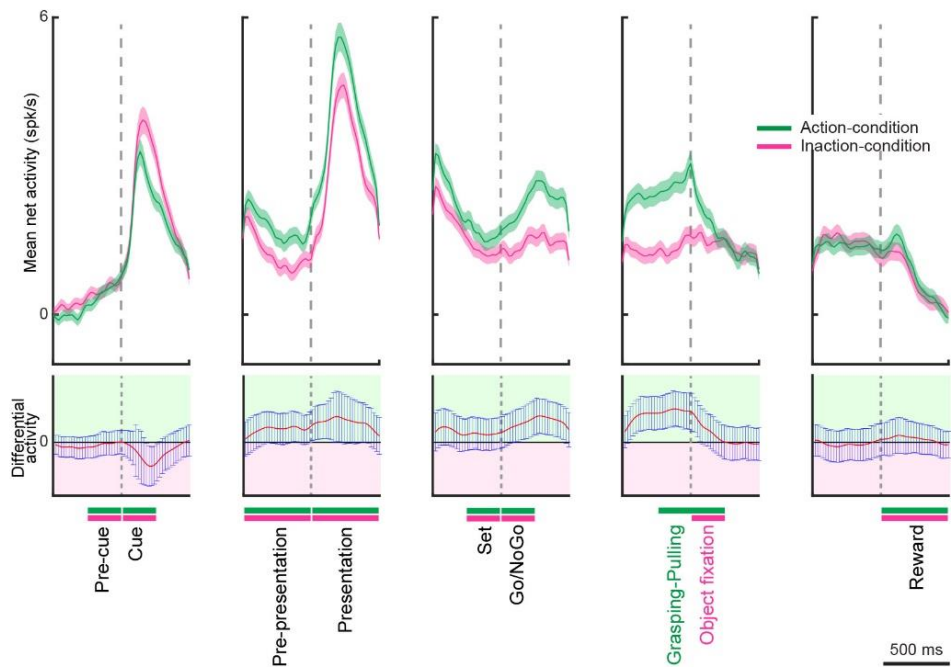 6
Mean net activity (spk/s)
0
Action-condition
Inaction-condition
Differential
activity
0
Pre-cue
Cue
Pre-presentation
Presentation
Set
Go/NoGo
Grasping-Pulling
Object fixation
Reward
500 ms